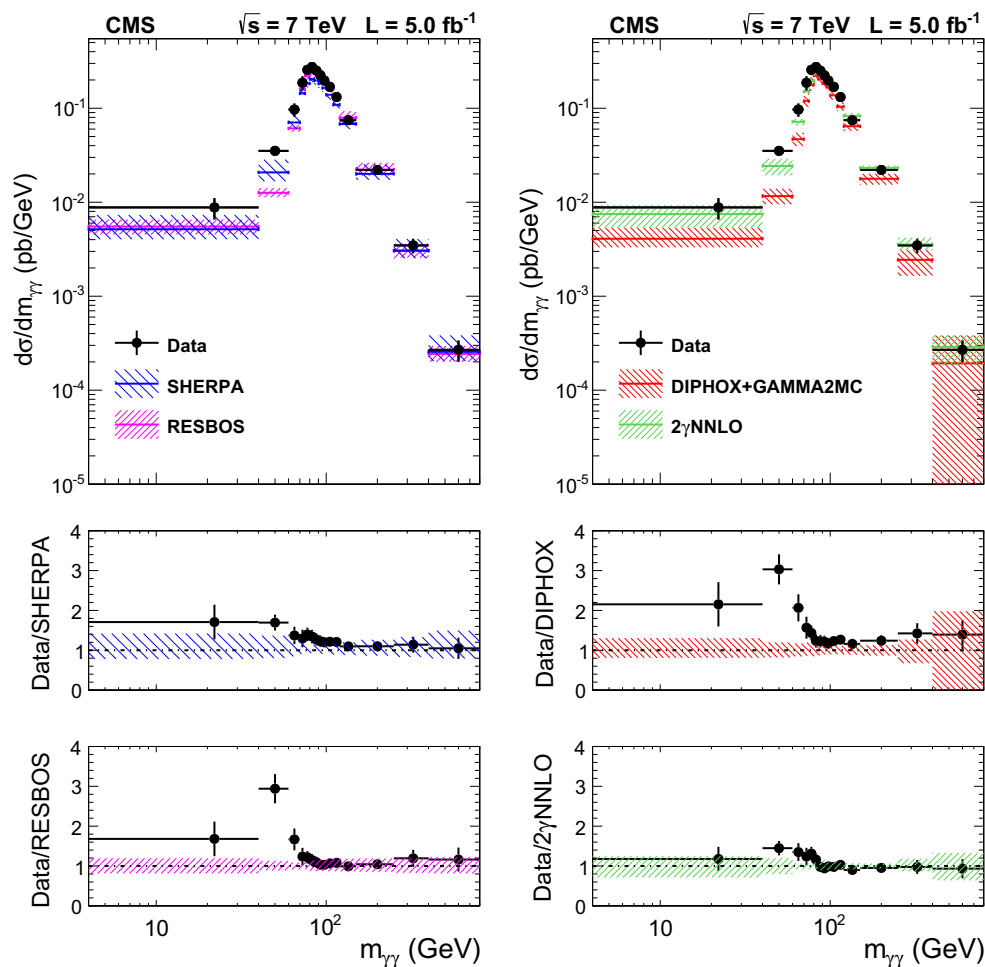 CMS √s = 7 TeV L = 5.0 fb⁻¹
dσ/dm_γγ (pb/GeV)
10⁻¹
10⁻²
10⁻³
10⁻⁴
10⁻⁵
Data
SHERPA
RESBOS
CMS √s = 7 TeV L = 5.0 fb⁻¹
dσ/dm_γγ (pb/GeV)
10⁻¹
10⁻²
10⁻³
10⁻⁴
10⁻⁵
Data
DIPHOX+GAMMA2MC
2γNNLO
Data/SHERPA
4
3
2
1
0
Data/DIPHOX
4
3
2
1
0
Data/RESBOS
4
3
2
1
0
10 10²
m_γγ (GeV)
Data/2γNNLO
4
3
2
1
0
10 10²
m_γγ (GeV)